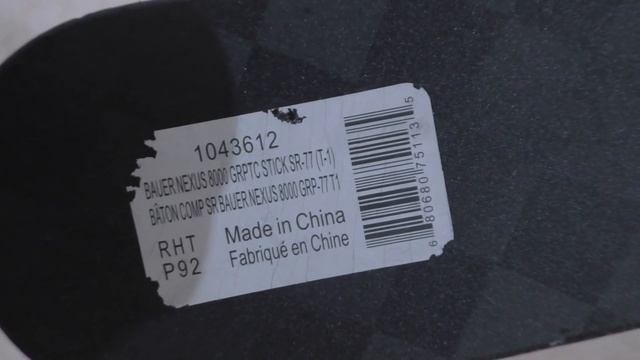 1043612
BAUER NEXUS 8000 GRPTC STICK SR-77 (T-1)
BÂTON COMP SR BAUER NEXUS 8000 GRP-77 T1
RHT
P92
Made in China
Fabriqué en Chine
6 80680 75113 5